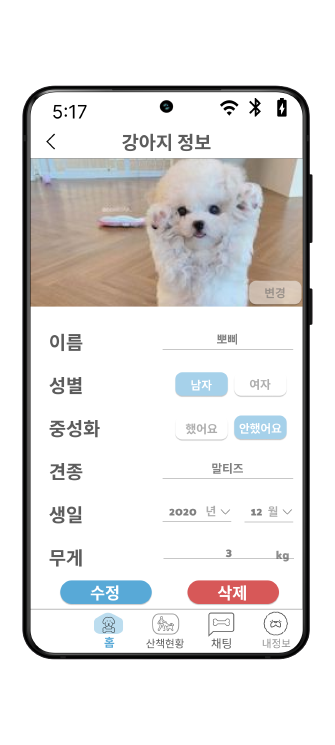 5:17
강아지 정보
변경
이름 뽀삐
성별 남자 여자
중성화 했어요 안했어요
견종 말티즈
생일 2020 년 12 월
무게 3 kg
수정 삭제
홈 산책현황 채팅 내정보